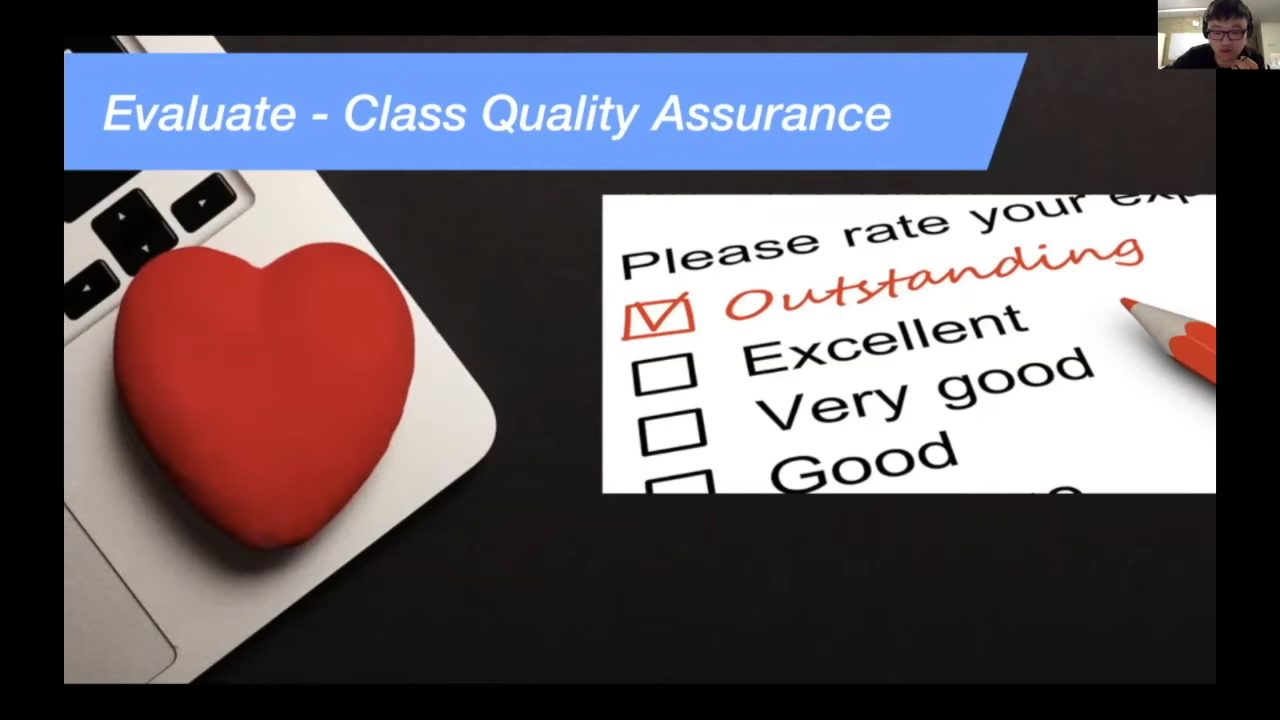 Evaluate - Class Quality Assurance
Please rate your
Outstanding
Excellent
Very good
Good